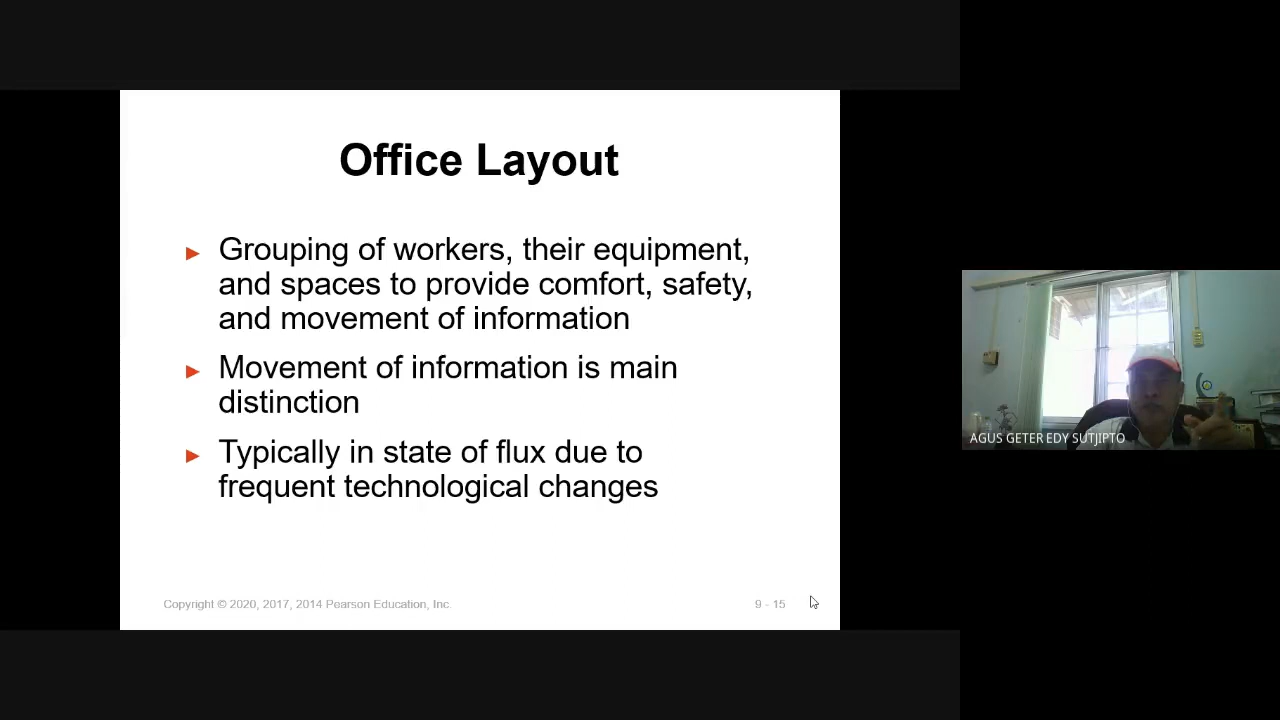 Office Layout
Grouping of workers, their equipment,
and spaces to provide comfort, safety,
and movement of information
Movement of information is main
distinction
Typically in state of flux due to
frequent technological changes
Copyright © 2020, 2017, 2014 Pearson Education, Inc.
9 - 15
AGUS GETER EDY SUTJIPTO